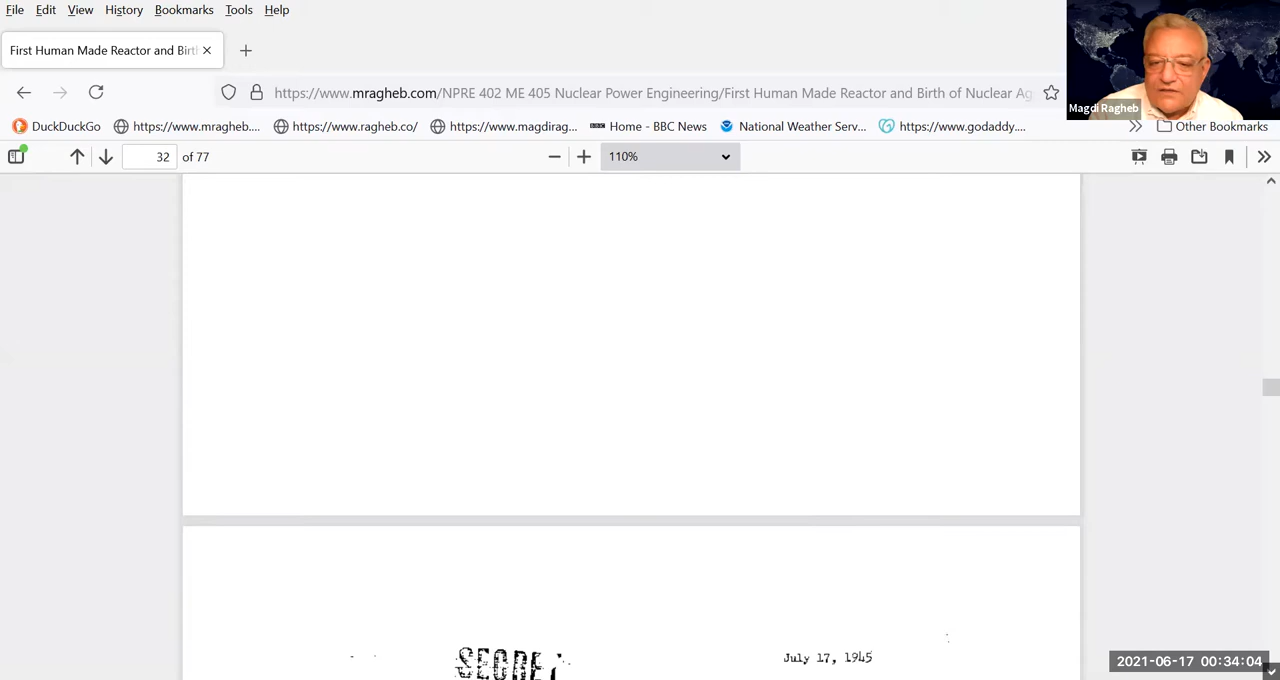 File Edit View History Bookmarks Tools Help
First Human Made Reactor and Birt
https://www.mragheb.com/NPRE 402 ME 405 Nuclear Power Engineering/First Human Made Reactor and Birth of Nuclear Ag
Magdi Ragheb
DuckDuckGo https://www.mragheb.... https://www.ragheb.co/ https://www.magdirag... Home - BBC News National Weather Serv... https://www.godaddy.... Other Bookmarks
32 of 77 110%
SECRET July 17, 1945
2021-06-17 00:34:04